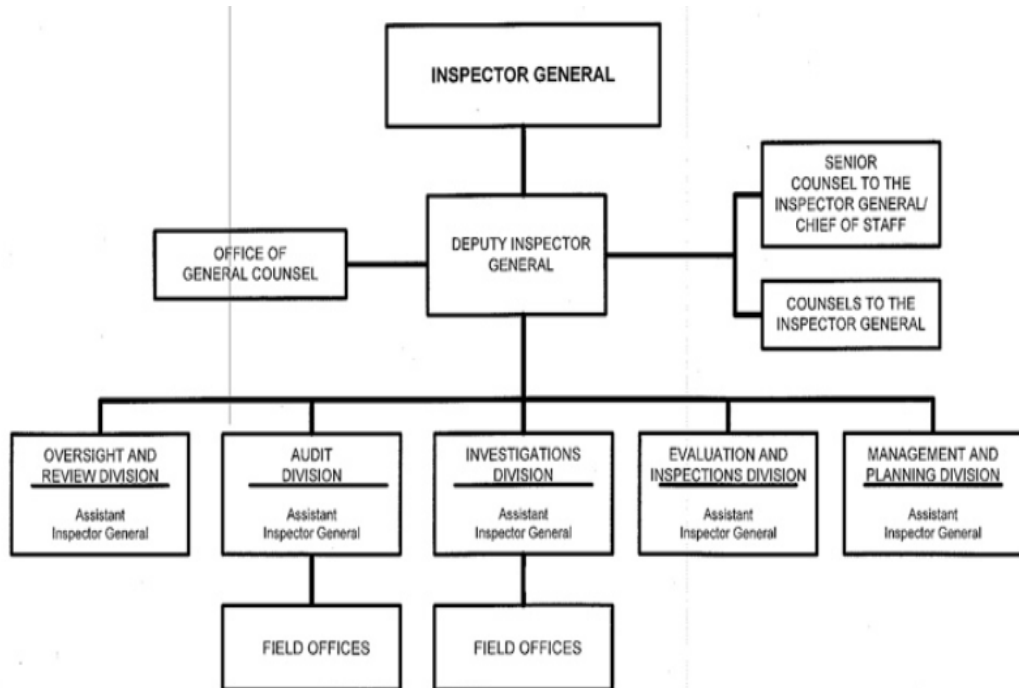 INSPECTOR GENERAL
SENIOR
COUNSEL TO THE
INSPECTOR GENERAL/
CHIEF OF STAFF
OFFICE OF
GENERAL COUNSEL
DEPUTY INSPECTOR
GENERAL
COUNSELS TO THE
INSPECTOR GENERAL
OVERSIGHT AND
REVIEW DIVISION
Assistant
Inspector General
AUDIT
DIVISION
Assistant
Inspector General
INVESTIGATIONS
DIVISION
Assistant
Inspector General
EVALUATION AND
INSPECTIONS DIVISION
Assistant
Inspector General
MANAGEMENT AND
PLANNING DIVISION
Assistant
Inspector General
FIELD OFFICES
FIELD OFFICES